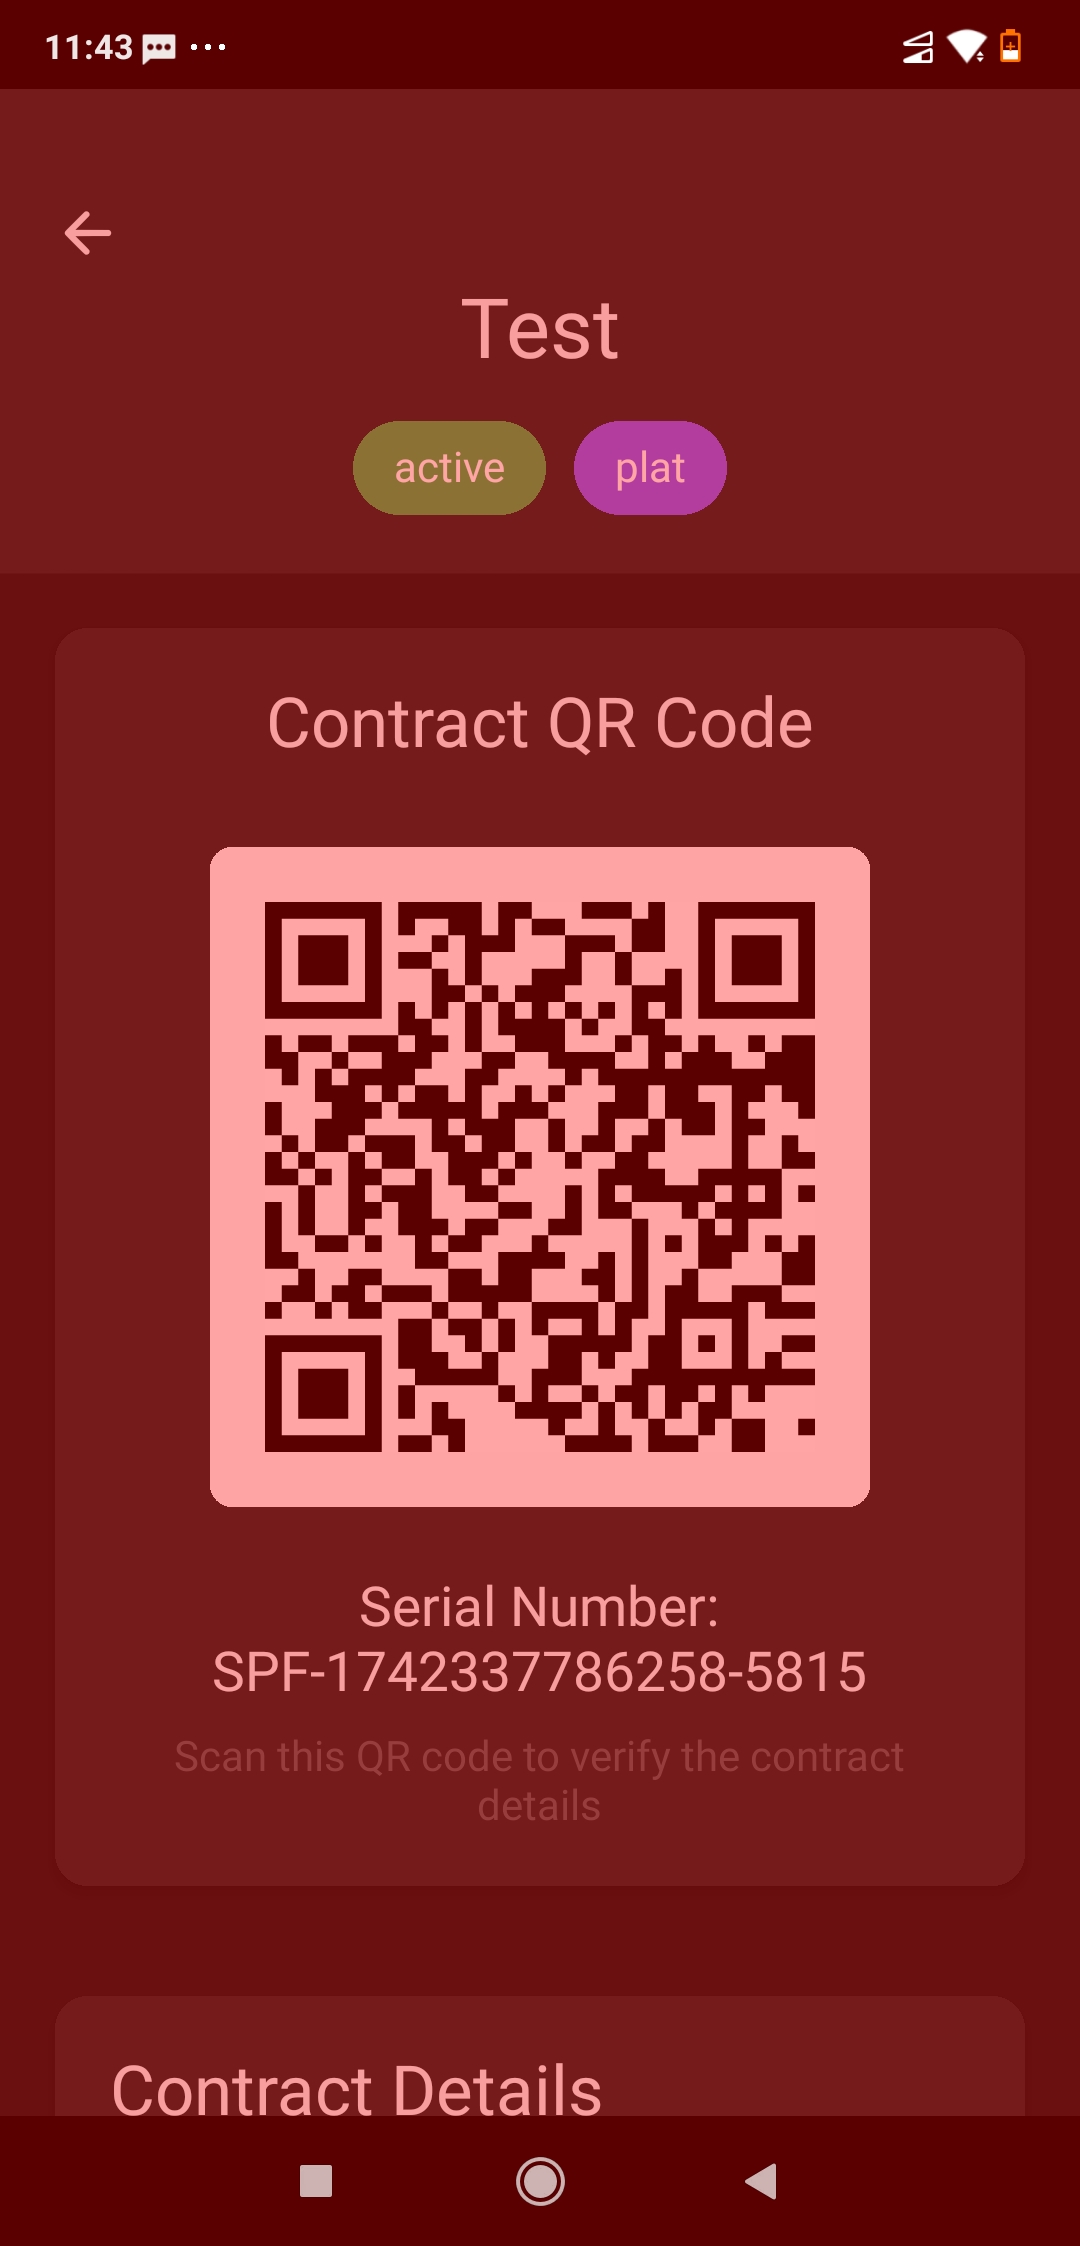 11:43
Test
active plat
Contract QR Code
Serial Number:
SPF-1742337786258-5815
Scan this QR code to verify the contract
details
Contract Details